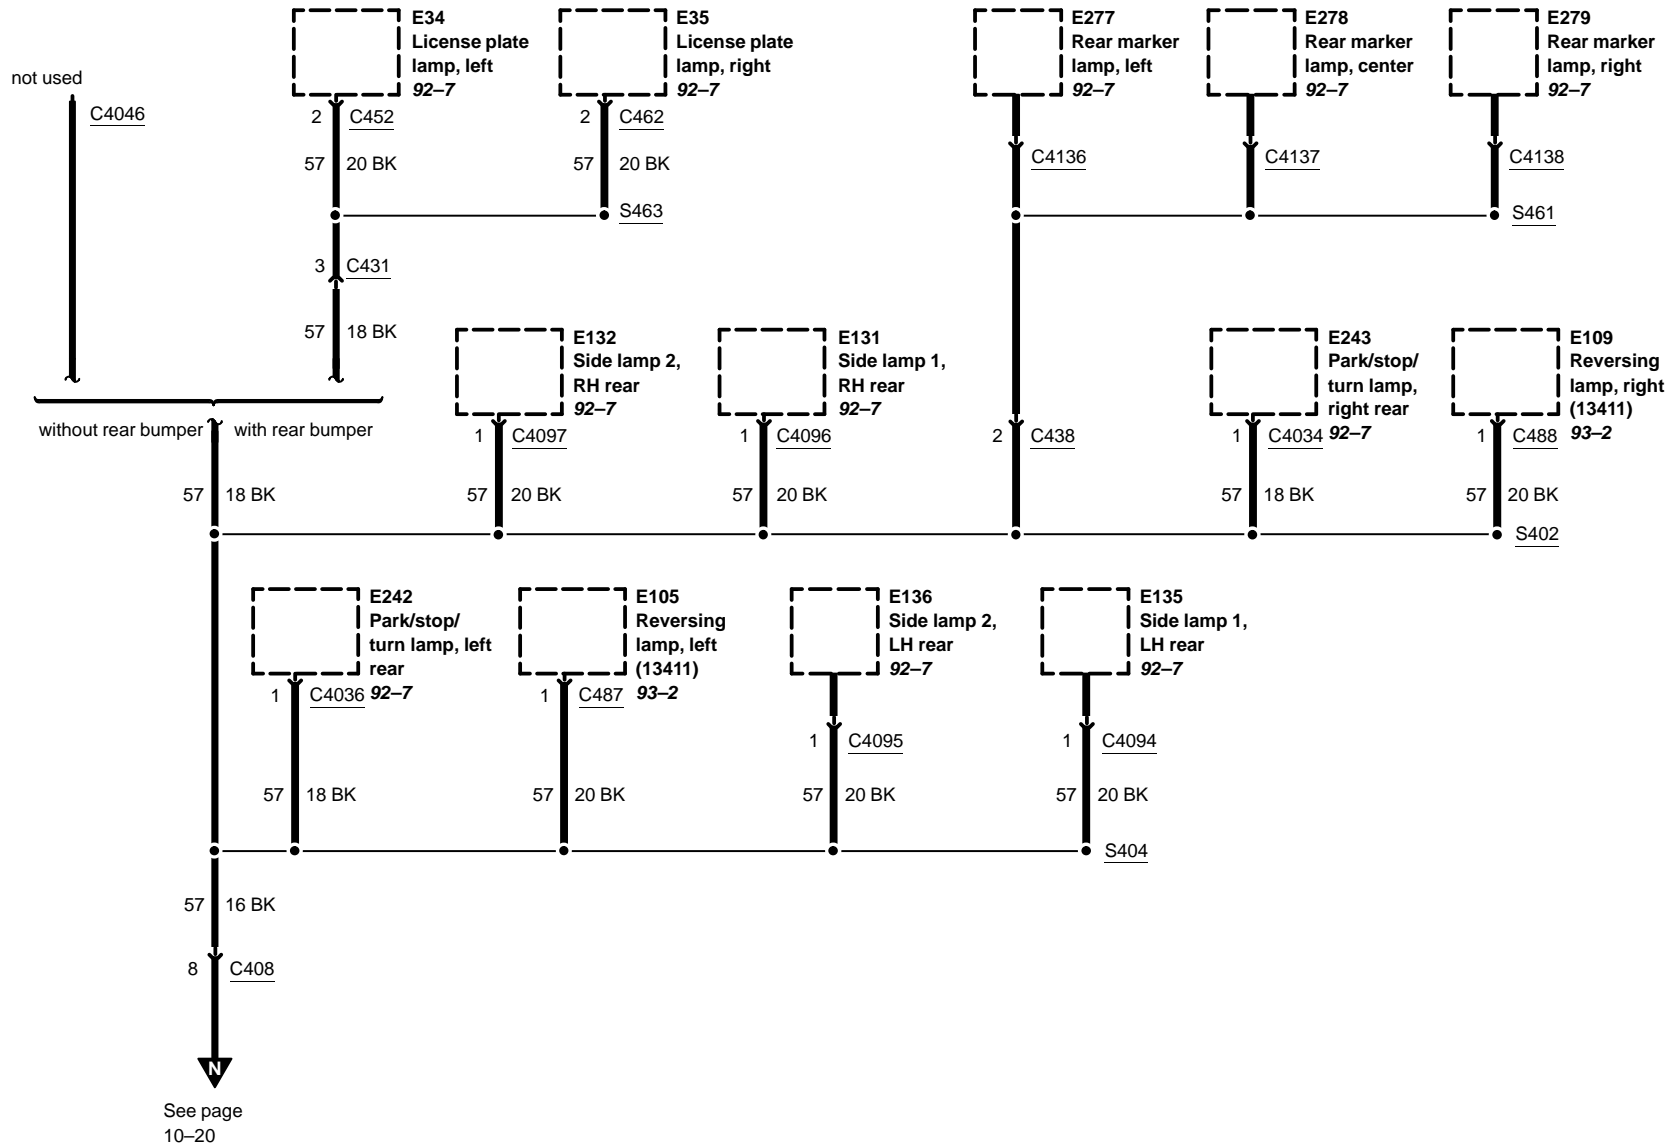 E34
License plate
lamp, left
92–7
E35
License plate
lamp, right
92–7
E277
Rear marker
lamp, left
92–7
E278
Rear marker
lamp, center
92–7
E279
Rear marker
lamp, right
92–7
not used
C4046
2 C452
2 C462
57 20 BK
57 20 BK
C4136
C4137
C4138
S463
S461
3 C431
57 18 BK
E132
Side lamp 2,
RH rear
92–7
E131
Side lamp 1,
RH rear
92–7
E243
Park/stop/
turn lamp,
right rear
92–7
E109
Reversing
lamp, right
(13411)
93–2
without rear bumper
with rear bumper
1 C4097
1 C4096
2 C438
1 C4034
1 C488
57 18 BK
57 20 BK
57 20 BK
57 18 BK
57 20 BK
S402
E242
Park/stop/
turn lamp, left
rear
92–7
E105
Reversing
lamp, left
(13411)
93–2
E136
Side lamp 2,
LH rear
92–7
E135
Side lamp 1,
LH rear
92–7
1 C4036
1 C487
1 C4095
1 C4094
57 18 BK
57 20 BK
57 20 BK
57 20 BK
S404
57 16 BK
8 C408
N
See page
10–20